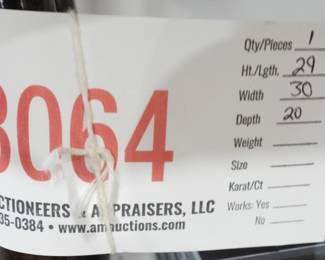 3064
CTIONEERS & APPRAISERS, LLC
35-0384 • www.amauctions.com
Qty/Pieces 1
Ht./Lgth. 29
Width 30
Depth 20
Weight
Size
Karat/Ct
Works: Yes
No